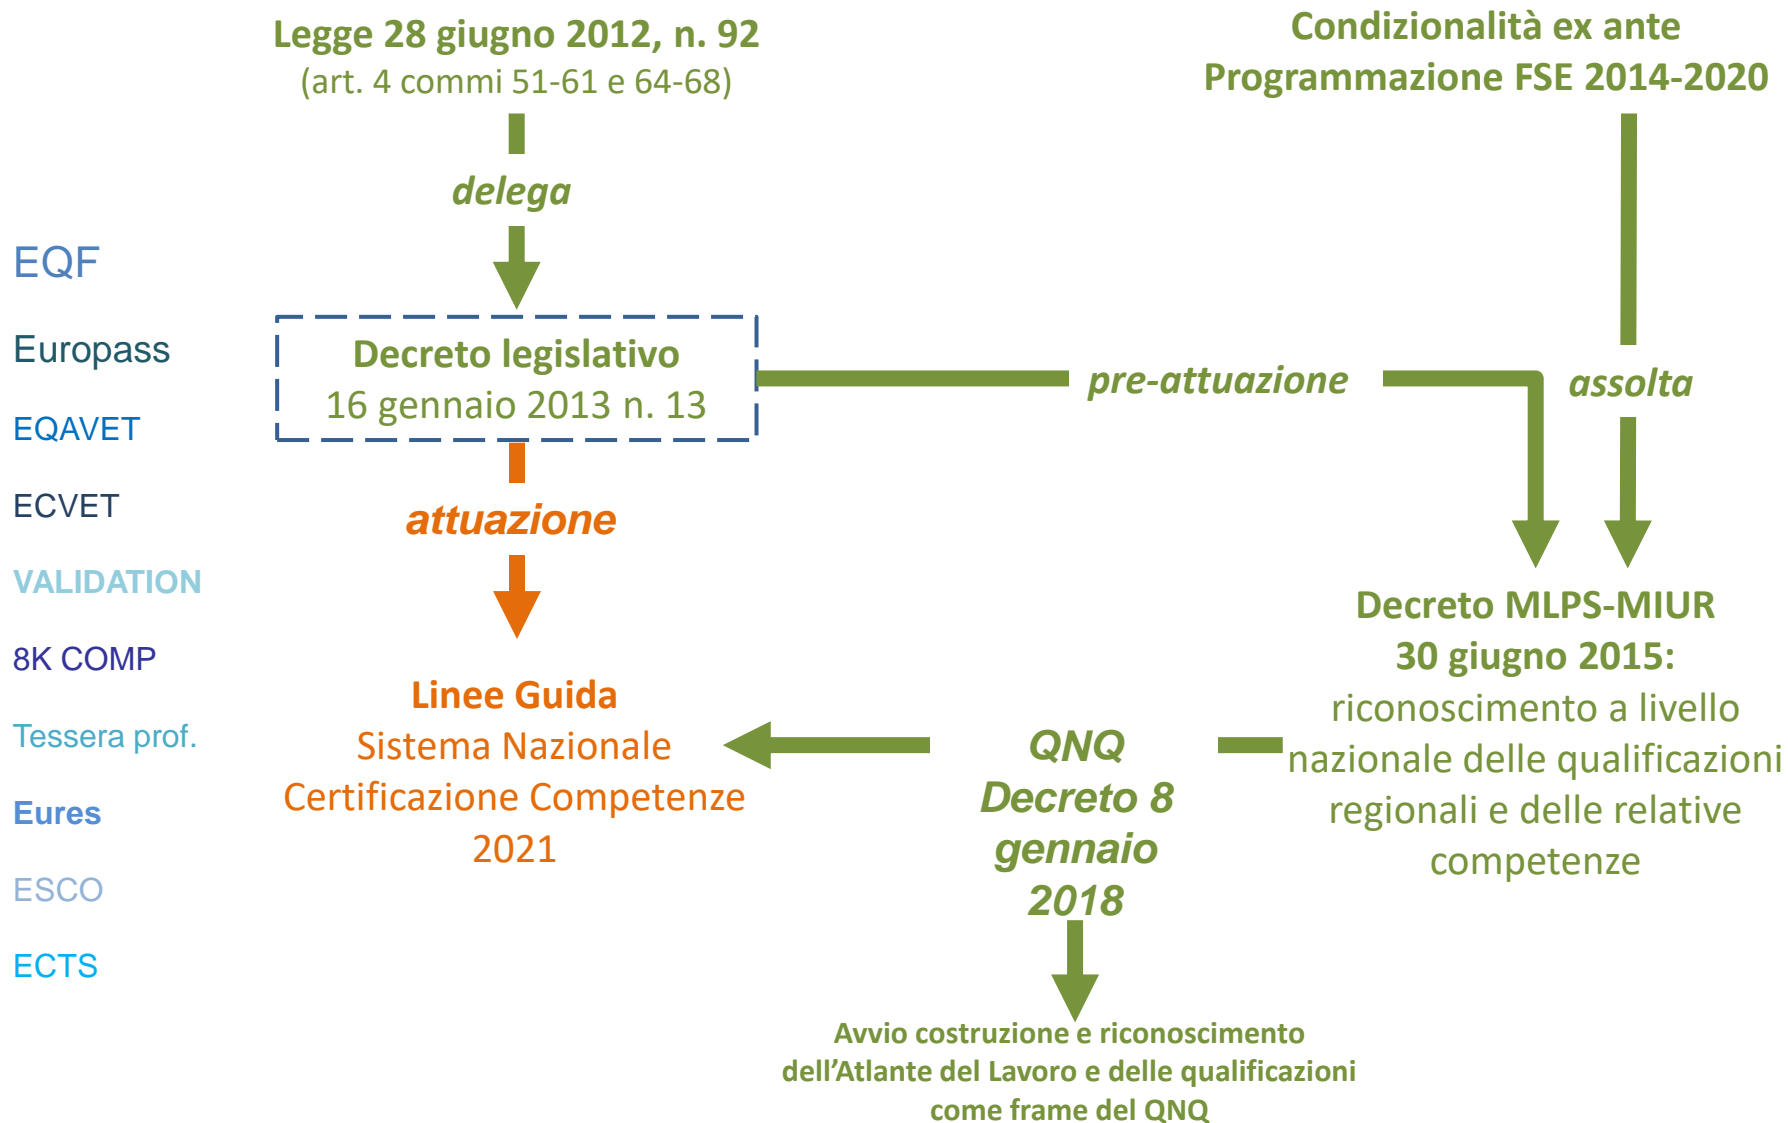 Legge 28 giugno 2012, n. 92
(art. 4 commi 51-61 e 64-68)
Condizionalità ex ante
Programmazione FSE 2014-2020
delega
EQF
Europass
EQAVET
ECVET
VALIDATION
8K COMP
Tessera prof.
Eures
ESCO
ECTS
Decreto legislativo
16 gennaio 2013 n. 13
pre-attuazione
assolta
attuazione
Linee Guida
Sistema Nazionale
Certificazione Competenze
2021
QNQ
Decreto 8
gennaio
2018
Decreto MLPS-MIUR
30 giugno 2015:
riconoscimento a livello
nazionale delle qualificazioni
regionali e delle relative
competenze
Avvio costruzione e riconoscimento
dell’Atlante del Lavoro e delle qualificazioni
come frame del QNQ